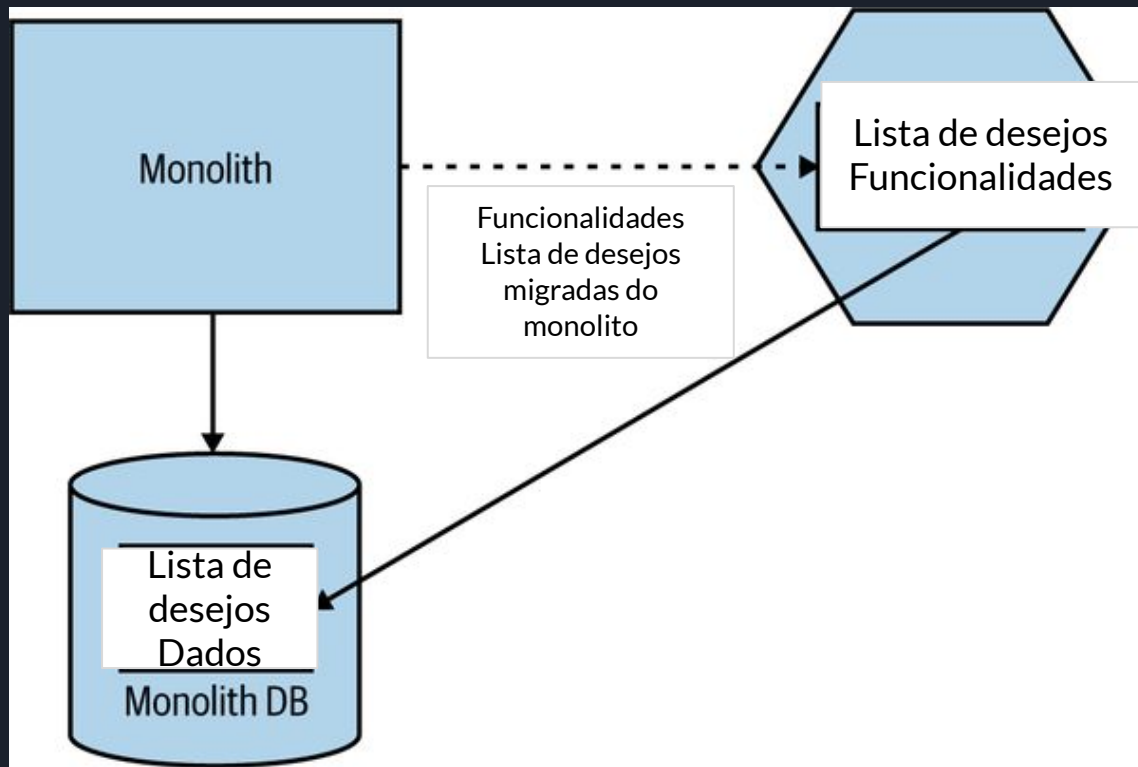 Monolith
Lista de desejos
Funcionalidades
Funcionalidades
Lista de desejos
migradas do
monolito
Lista de
desejos
Dados
Monolith DB